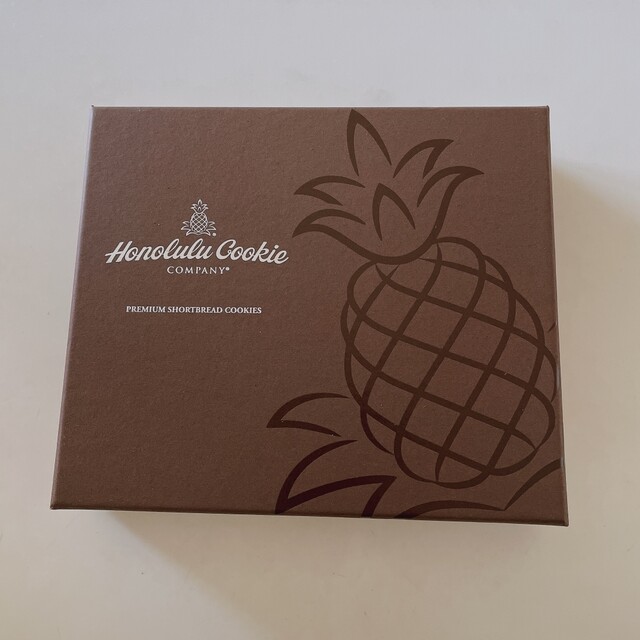 Honolulu Cookie
COMPANY®
PREMIUM SHORTBREAD COOKIES